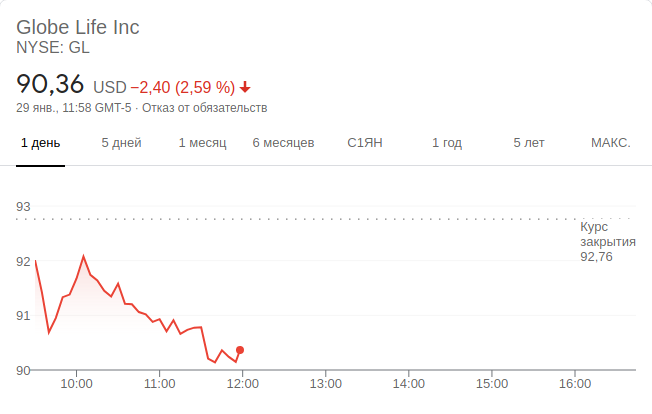 Globe Life Inc
NYSE: GL
90,36 USD −2,40 (2,59 %)
29 янв., 11:58 GMT-5 · Отказ от обязательств
1 день 5 дней 1 месяц 6 месяцев С1ЯН 1 год 5 лет МАКС.
93
Курс
закрытия
92,76
92
91
90
10:00 11:00 12:00 13:00 14:00 15:00 16:00